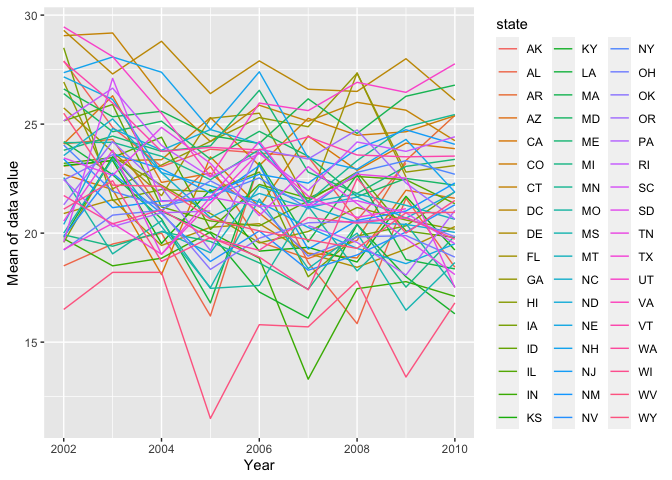 30
25
20
15
2002 2004 2006 2008 2010
Year
Mean of data value
state
AK KY NY
AL LA OH
AR MA OK
AZ MD OR
CA ME PA
CO MI RI
CT MN SC
DC MO SD
DE MS TN
FL MT TX
GA NC UT
HI ND VA
IA NE VT
ID NH WA
IL NJ WI
IN NM WV
KS NV WY